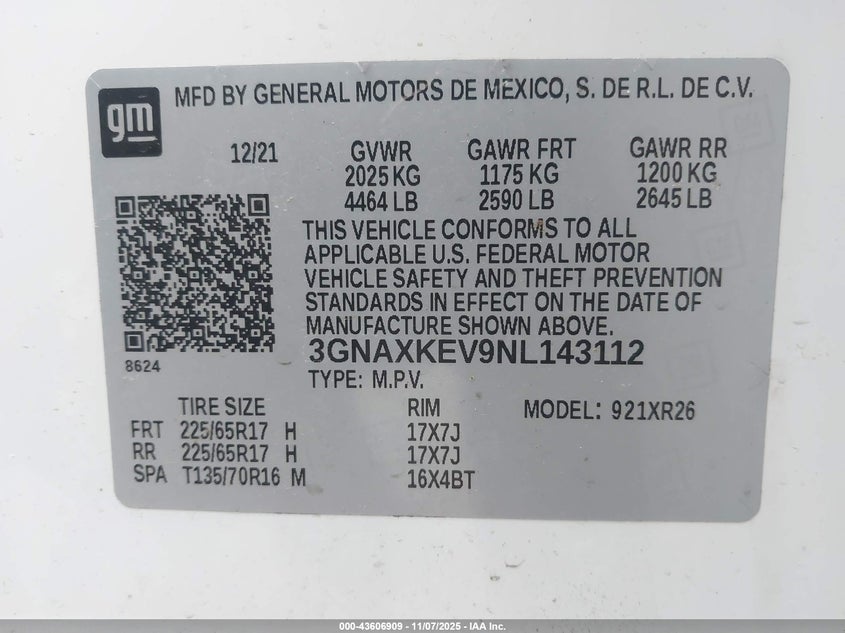 gm
MFD BY GENERAL MOTORS DE MEXICO, S. DE R.L. DE C.V.
12/21 GVWR GAWR FRT GAWR RR
2025 KG 1175 KG 1200 KG
4464 LB 2590 LB 2645 LB
THIS VEHICLE CONFORMS TO ALL
APPLICABLE U.S. FEDERAL MOTOR
VEHICLE SAFETY AND THEFT PREVENTION
STANDARDS IN EFFECT ON THE DATE OF
MANUFACTURE SHOWN ABOVE.
3GNAXKEV9NL143112
8624
TYPE: M.P.V.
TIRE SIZE RIM MODEL: 921XR26
FRT 225/65R17 H 17X7J
RR 225/65R17 H 17X7J
SPA T135/70R16 M 16X4BT
000-43606909 - 11/07/2025 - IAA Inc.